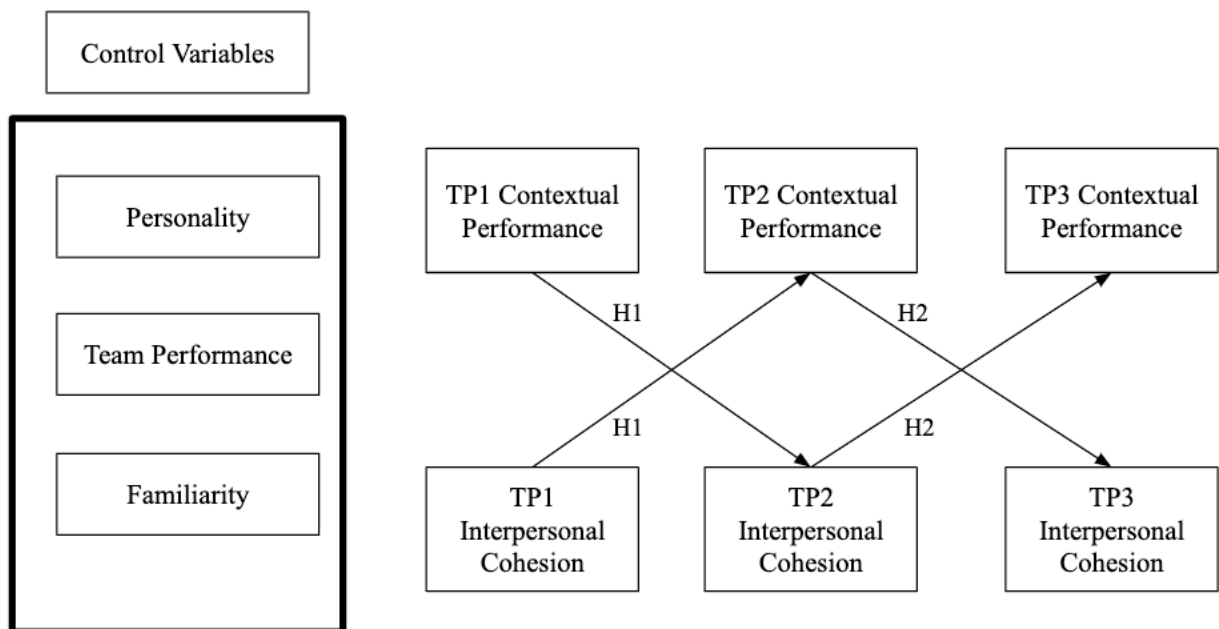 Control Variables
Personality
Team Performance
Familiarity
TP1 Contextual
Performance
TP2 Contextual
Performance
TP3 Contextual
Performance
H1
H2
H1
H2
TP1
Interpersonal
Cohesion
TP2
Interpersonal
Cohesion
TP3
Interpersonal
Cohesion